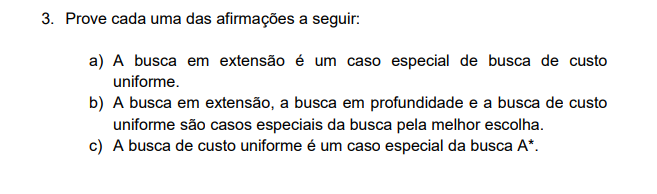 3. Prove cada uma das afirmações a seguir:
a) A busca em extensão é um caso especial de busca de custo
uniforme.
b) A busca em extensão, a busca em profundidade e a busca de custo
uniforme são casos especiais da busca pela melhor escolha.
c) A busca de custo uniforme é um caso especial da busca A*.